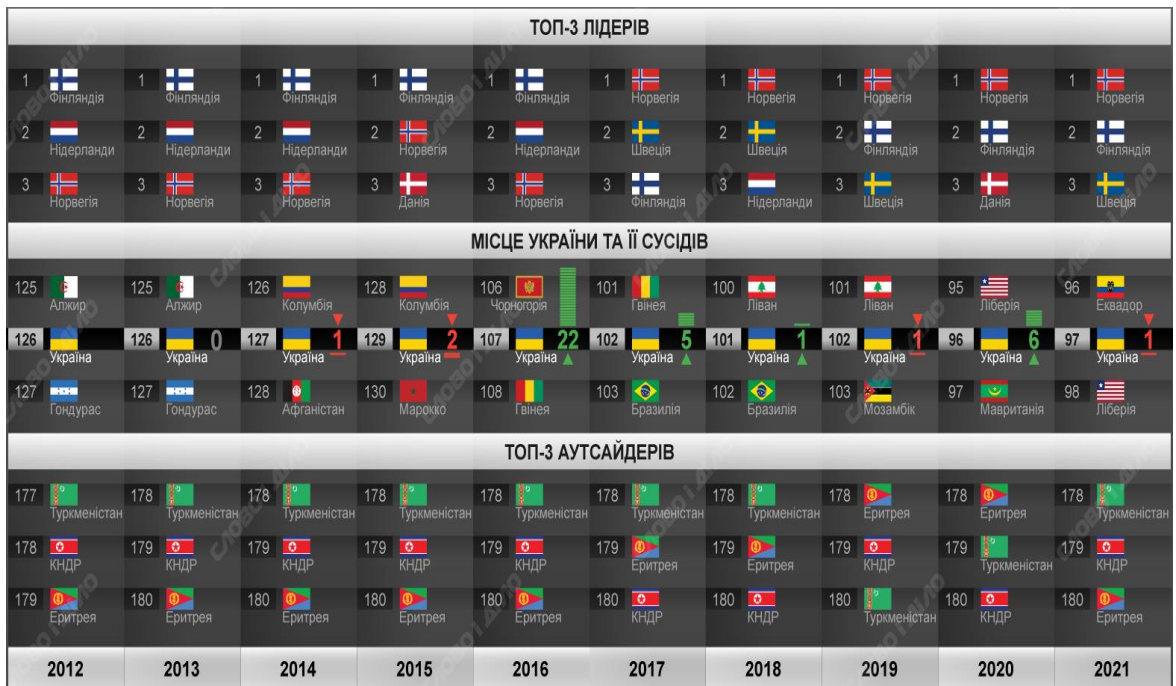 ТОП-3 ЛІДЕРІВ
1 1 1 1 1 1 1 1 1 1
Фінляндія Фінляндія Фінляндія Фінляндія Фінляндія Норвегія Норвегія Норвегія Норвегія Норвегія
2 2 2 2 2 2 2 2 2 2
Нідерланди Нідерланди Нідерланди Норвегія Нідерланди Швеція Швеція Фінляндія Фінляндія Фінляндія
3 3 3 3 3 3 3 3 3 3
Норвегія Норвегія Норвегія Данія Норвегія Фінляндія Нідерланди Швеція Данія Швеція
МІСЦЕ УКРАЇНИ ТА ЇЇ СУСІДІВ
125 125 126 128 106 101 100 101 95 96
Алжир Алжир Колумбія Колумбія Чорногорія Гвінея Ліван Ліван Ліберія Еквадор
126 126 0 127 1 129 2 107 22 102 5 101 1 102 1 96 6 97 1
Україна Україна Україна Україна Україна Україна Україна Україна Україна Україна
127 127 128 130 108 103 102 103 97 98
Гондурас Гондурас Афганістан Марокко Гвінея Бразилія Бразилія Мозамбік Мавританія Ліберія
ТОП-3 АУТСАЙДЕРІВ
177 178 178 178 178 178 178 178 178 178
Туркменістан Туркменістан Туркменістан Туркменістан Туркменістан Туркменістан Туркменістан Еритрея Еритрея Туркменістан
178 179 179 179 179 179 179 179 179 179
КНДР КНДР КНДР КНДР КНДР Еритрея Еритрея КНДР Туркменістан КНДР
179 180 180 180 180 180 180 180 180 180
Еритрея Еритрея Еритрея Еритрея Еритрея КНДР КНДР Туркменістан КНДР Еритрея
2012 2013 2014 2015 2016 2017 2018 2019 2020 2021